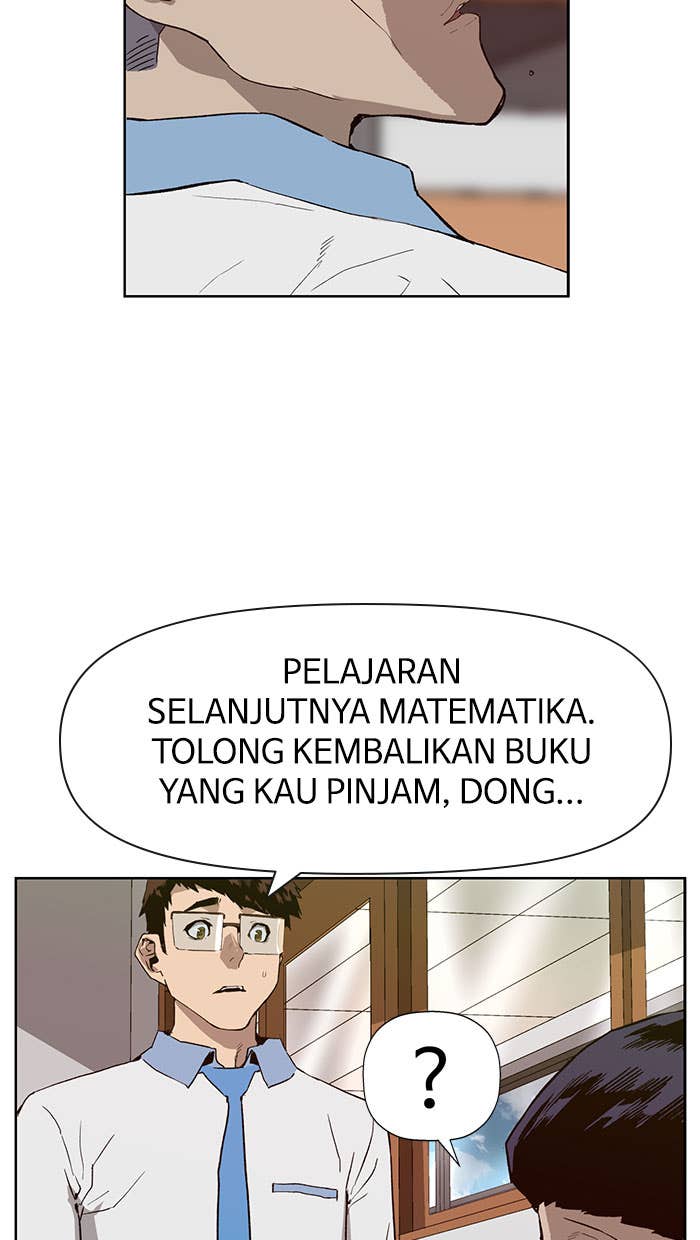 PELAJARAN
SELANJUTNYA MATEMATIKA.
TOLONG KEMBALIKAN BUKU
YANG KAU PINJAM, DONG...
?